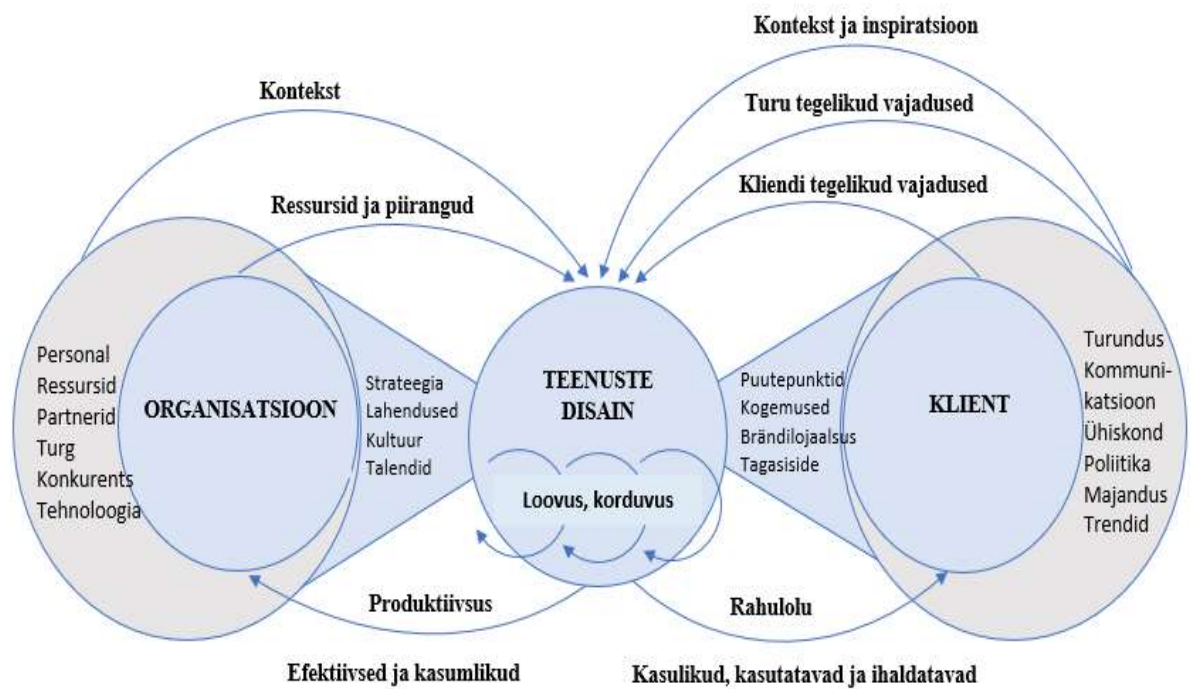 Kontekst ja inspiratsioon
Kontekst
Turu tegelikud vajadused
Kliendi tegelikud vajadused
Ressursid ja piirangud
Personal
Ressursid
Partnerid
Turg
Konkurents
Tehnoloogia
ORGANISATSIOON
Strateegia
Lahendused
Kultuur
Talendid
TEENUSTE
DISAIN
Loovus, korduvus
Puutepunktid
Kogemused
Brändilojaalsus
Tagasiside
KLIENT
Turundus
Kommuni-
katsioon
Ühiskond
Poliitika
Majandus
Trendid
Produktiivsus
Rahulolu
Efektiivsed ja kasumlikud
Kasulikud, kasutatavad ja ihaldatavad